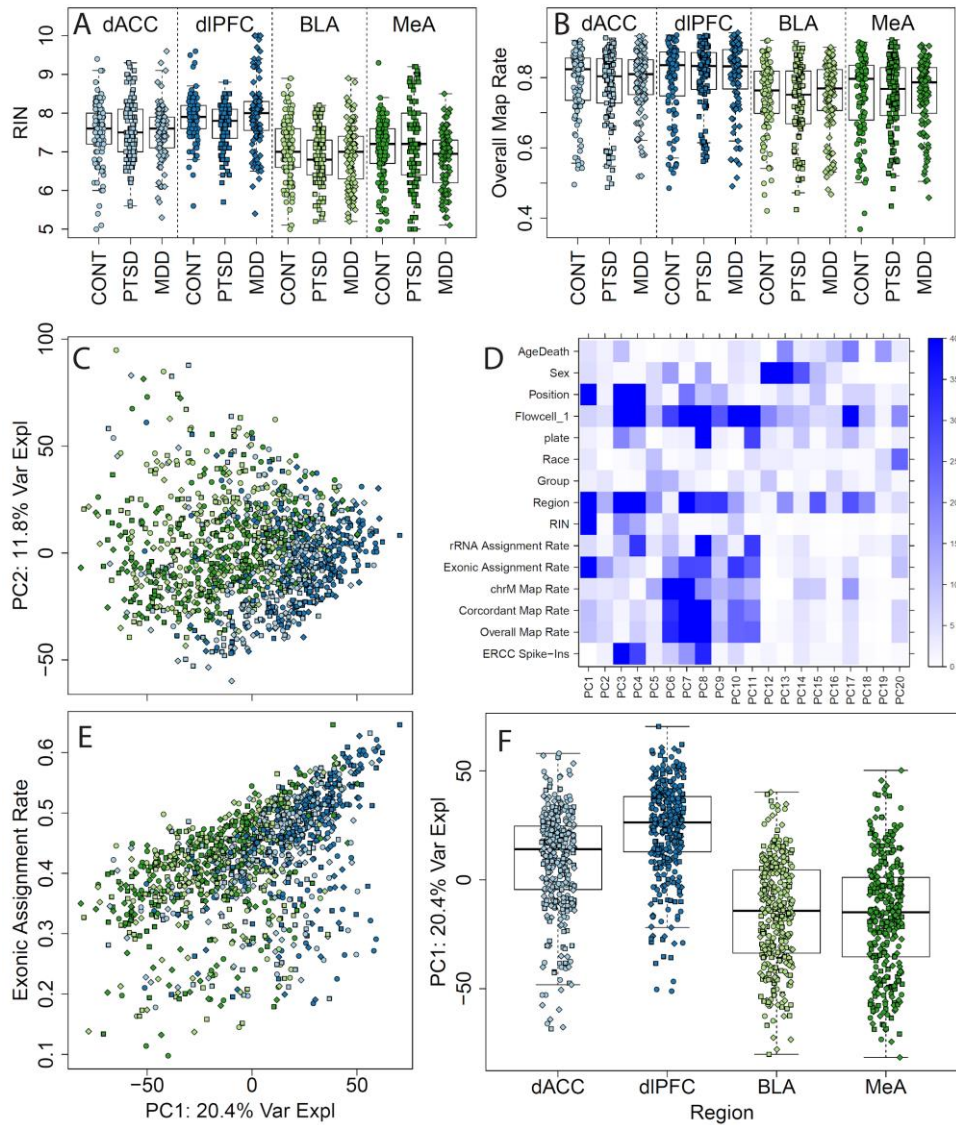 A
dACC dlPFC BLA MeA
RIN
10
9
8
7
6
5
CONT PTSD MDD CONT PTSD MDD CONT PTSD MDD CONT PTSD MDD
B
dACC dlPFC BLA MeA
Overall Map Rate
0.8
0.6
0.4
CONT PTSD MDD CONT PTSD MDD CONT PTSD MDD CONT PTSD MDD
C
PC2: 11.8% Var Expl
100
50
0
−50
D
AgeDeath
Sex
Position
Flowcell_1
plate
Race
Group
Region
RIN
rRNA Assignment Rate
Exonic Assignment Rate
chrM Map Rate
Corcordant Map Rate
Overall Map Rate
ERCC Spike−Ins
PC1 PC2 PC3 PC4 PC5 PC6 PC7 PC8 PC9 PC10 PC11 PC12 PC13 PC14 PC15 PC16 PC17 PC18 PC19 PC20
40
35
30
25
20
15
10
5
0
E
Exonic Assignment Rate
0.6
0.5
0.4
0.3
0.2
0.1
−50 0 50
PC1: 20.4% Var Expl
F
PC1: 20.4% Var Expl
50
0
−50
dACC dlPFC BLA MeA
Region